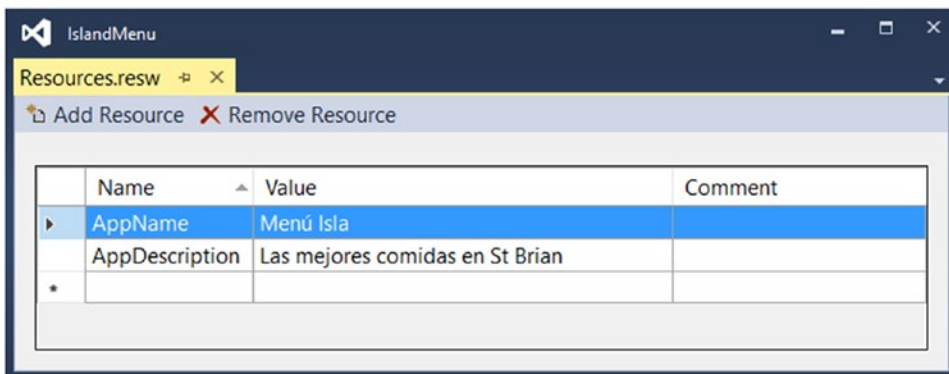 IslandMenu
Resources.resw
Add Resource Remove Resource
Name Value Comment
AppName Menú Isla
AppDescription Las mejores comidas en St Brian
*